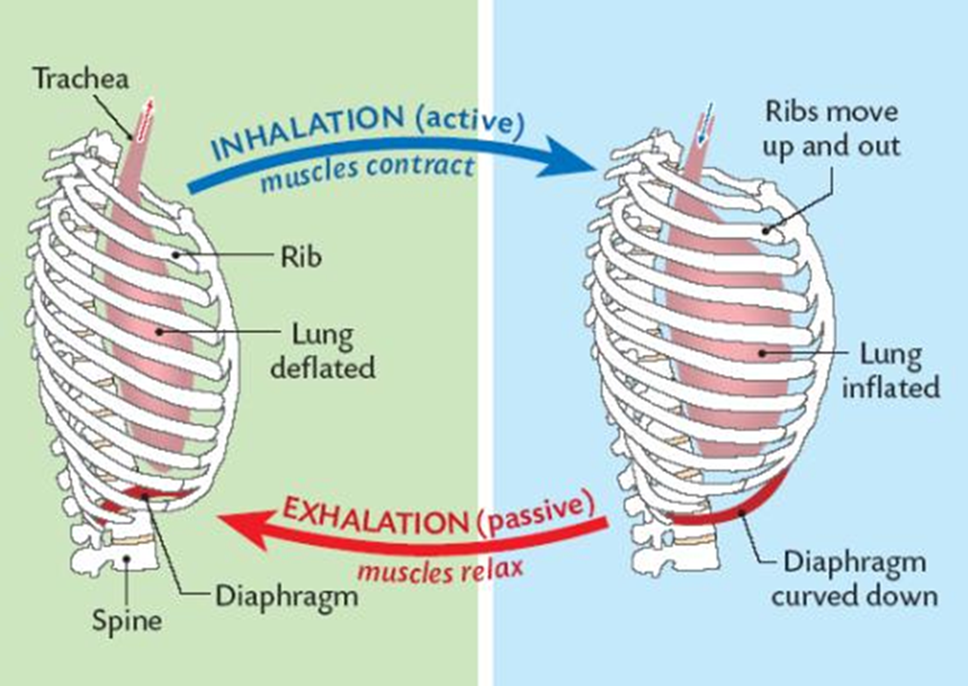 Trachea
INHALATION (active)
muscles contract
Ribs move
up and out
Rib
Lung
deflated
Lung
inflated
EXHALATION (passive)
muscles relax
Diaphragm
Spine
Diaphragm
curved down